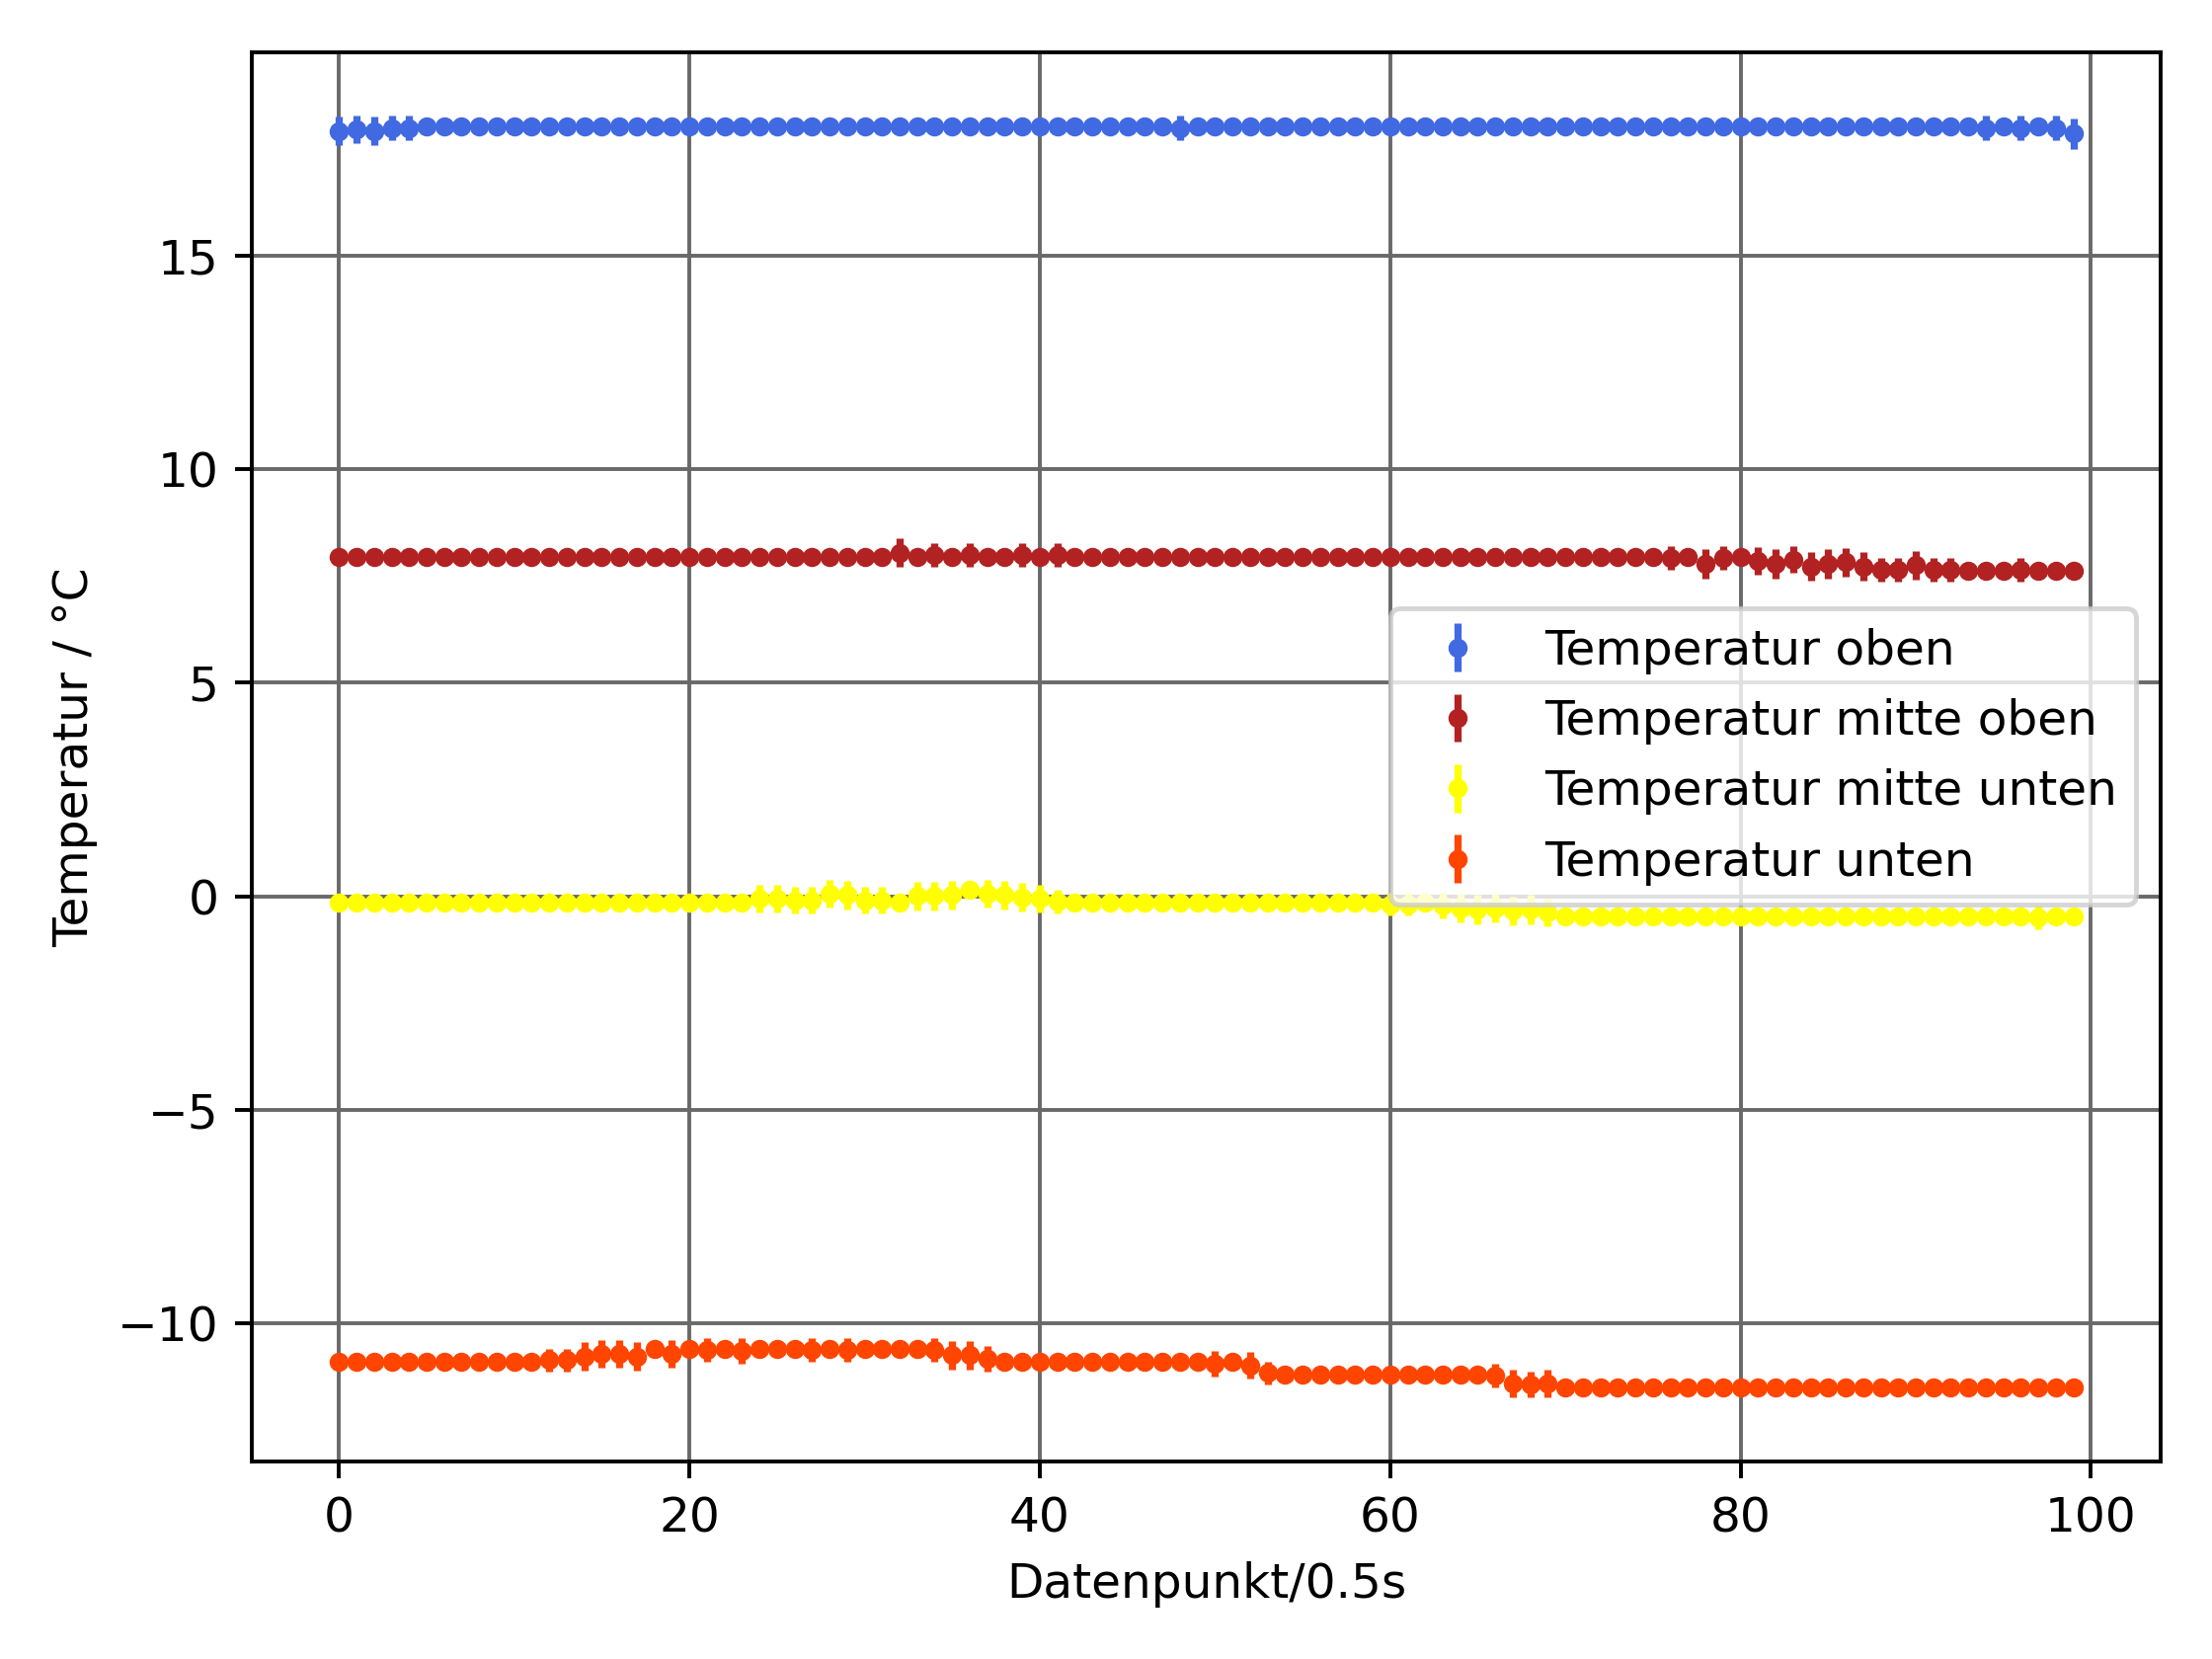 15
10
5
0
−5
−10
Temperatur / °C
Temperatur oben
Temperatur mitte oben
Temperatur mitte unten
Temperatur unten
0 20 40 60 80 100
Datenpunkt/0.5s